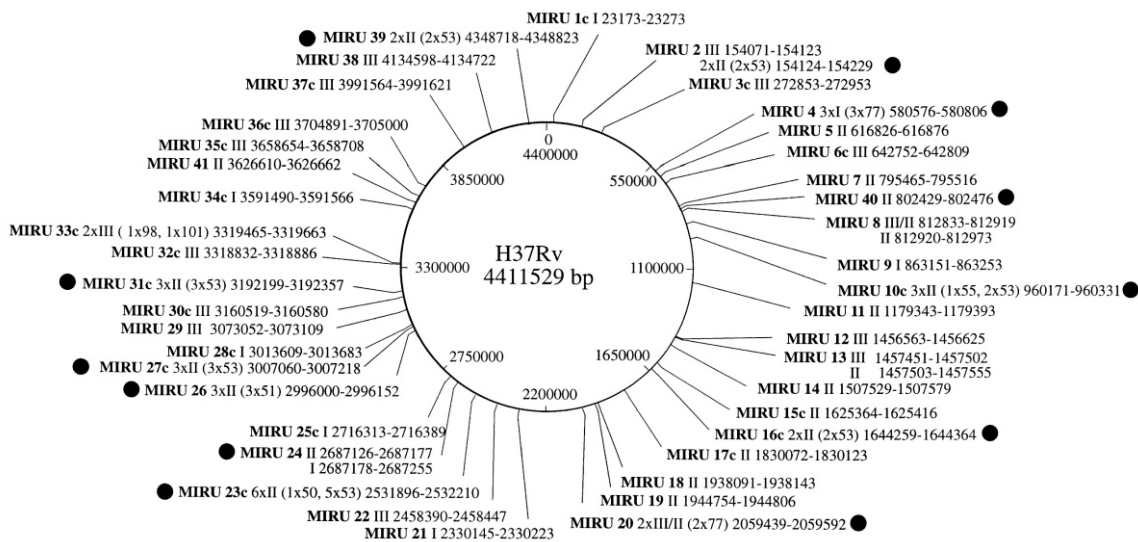 MIRU 1c I 23173-23273
MIRU 2 III 154071-154123
2xII (2x53) 154124-154229
MIRU 3c III 272853-272953
MIRU 4 3xI (3x77) 580576-580806
MIRU 5 II 616826-616876
MIRU 6c III 642752-642809
MIRU 7 II 795465-795516
MIRU 40 II 802429-802476
MIRU 8 III/II 812833-812919
II 812920-812973
MIRU 9 I 863151-863253
MIRU 10c 3xII (1x55, 2x53) 960171-960331
MIRU 11 II 1179343-1179393
MIRU 12 III 1456563-1456625
MIRU 13 III 1457451-1457502
II 1457503-1457555
MIRU 14 II 1507529-1507579
MIRU 15c II 1625364-1625416
MIRU 16c 2xII (2x53) 1644259-1644364
MIRU 17c II 1830072-1830123
MIRU 18 II 1938091-1938143
MIRU 19 II 1944754-1944806
MIRU 20 2xIII/II (2x77) 2059439-2059592
MIRU 21 I 2330145-2330223
MIRU 22 III 2458390-2458447
MIRU 23c 6xII (1x50, 5x53) 2531896-2532210
MIRU 24 II 2687126-2687177
I 2687178-2687255
MIRU 25c I 2716313-2716389
MIRU 26 3xII (3x51) 2996000-2996152
MIRU 27c 3xII (3x53) 3007060-3007218
MIRU 28c I 3013609-3013683
MIRU 29 III 3073052-3073109
MIRU 30c III 3160519-3160580
MIRU 31c 3xII (3x53) 3192199-3192357
MIRU 32c III 3318832-3318886
MIRU 33c 2xIII ( 1x98, 1x101) 3319465-3319663
MIRU 34c I 3591490-3591566
MIRU 41 II 3626610-3626662
MIRU 35c III 3658654-3658708
MIRU 36c III 3704891-3705000
MIRU 37c III 3991564-3991621
MIRU 38 III 4134598-4134722
MIRU 39 2xII (2x53) 4348718-4348823
0
4400000
550000
1100000
1650000
2200000
2750000
3300000
3850000
H37Rv
4411529 bp